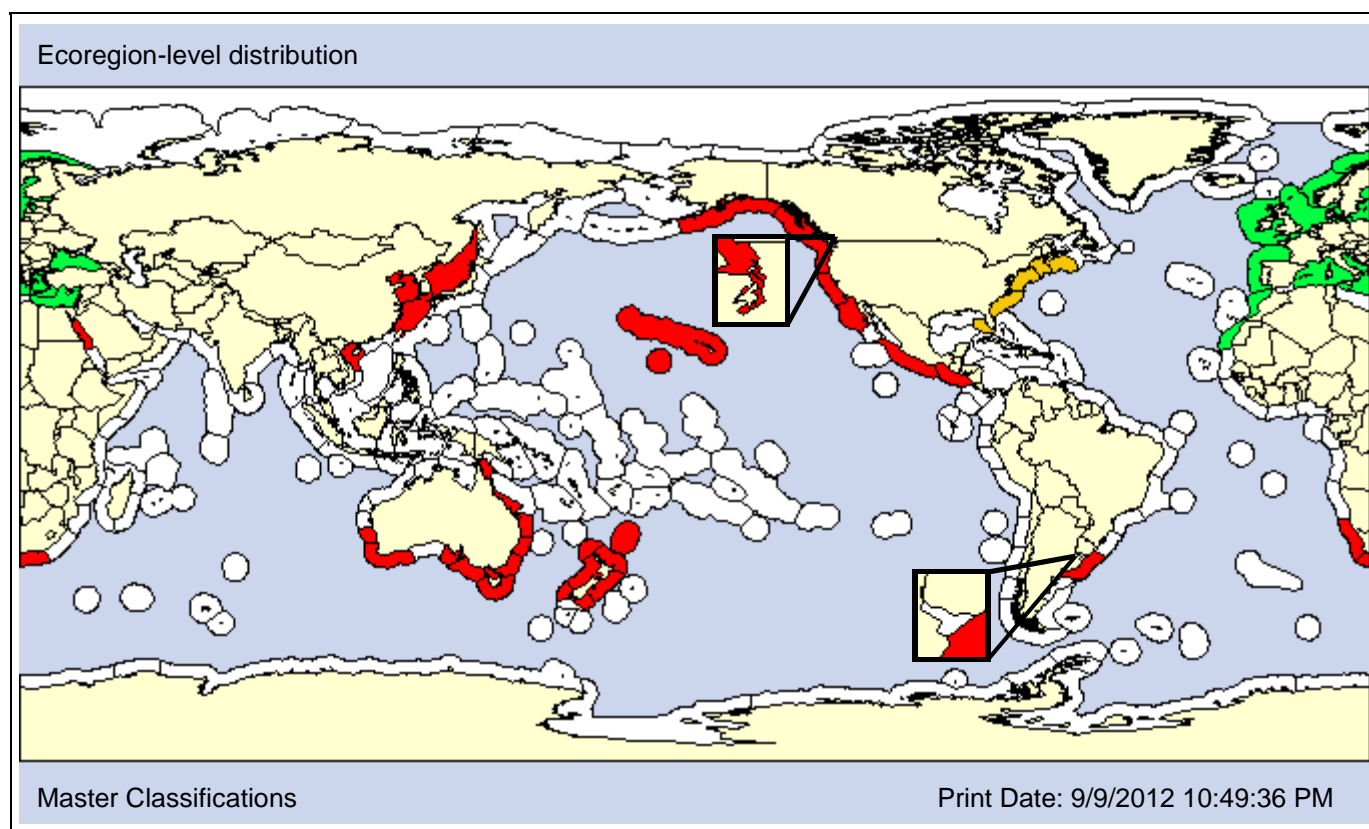 Ecoregion-level distribution
Master Classifications
Print Date: 9/9/2012 10:49:36 PM